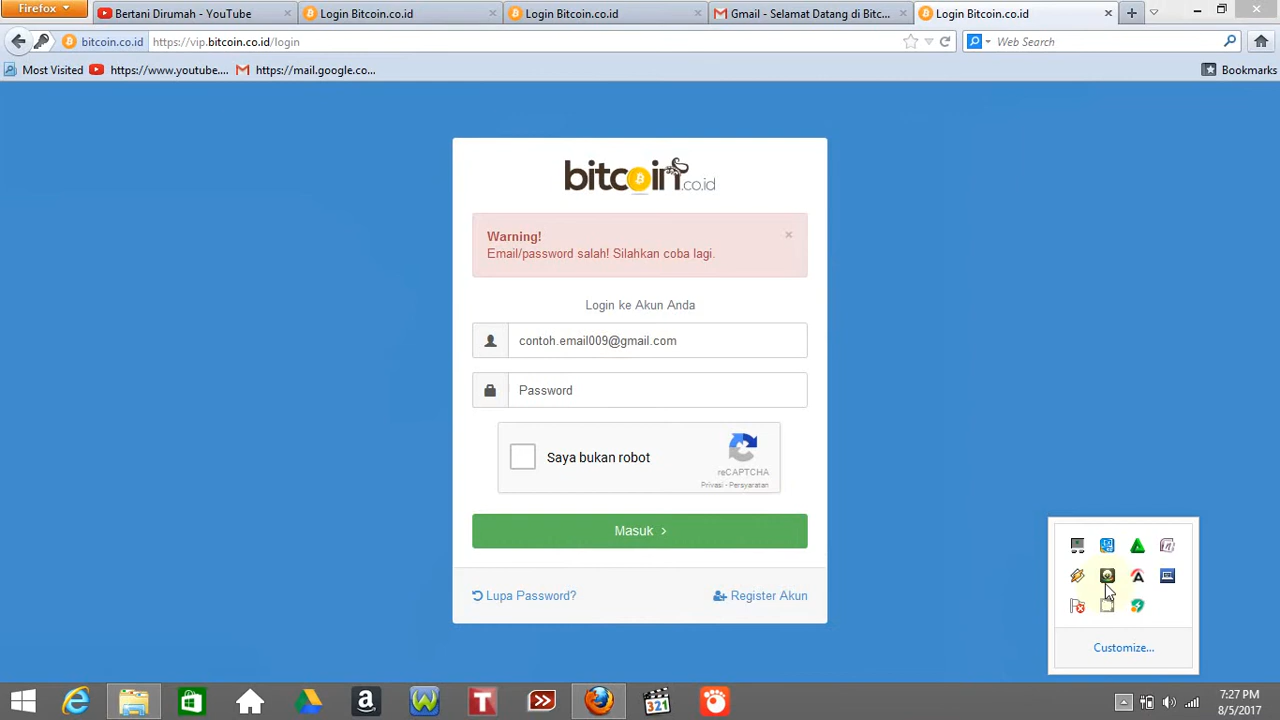 Firefox
Bertani Dirumah - YouTube
Login Bitcoin.co.id
Login Bitcoin.co.id
Gmail - Selamat Datang di Bitc...
Login Bitcoin.co.id
bitcoin.co.id
https://vip.bitcoin.co.id/login
Web Search
Most Visited
https://www.youtube....
https://mail.google.co...
Bookmarks
bitcoin.co.id
Warning!
Email/password salah! Silahkan coba lagi.
Login ke Akun Anda
contoh.email009@gmail.com
Password
Saya bukan robot
reCAPTCHA
Privasi - Persyaratan
Masuk
Lupa Password?
Register Akun
Customize...
321
7:27 PM
8/5/2017